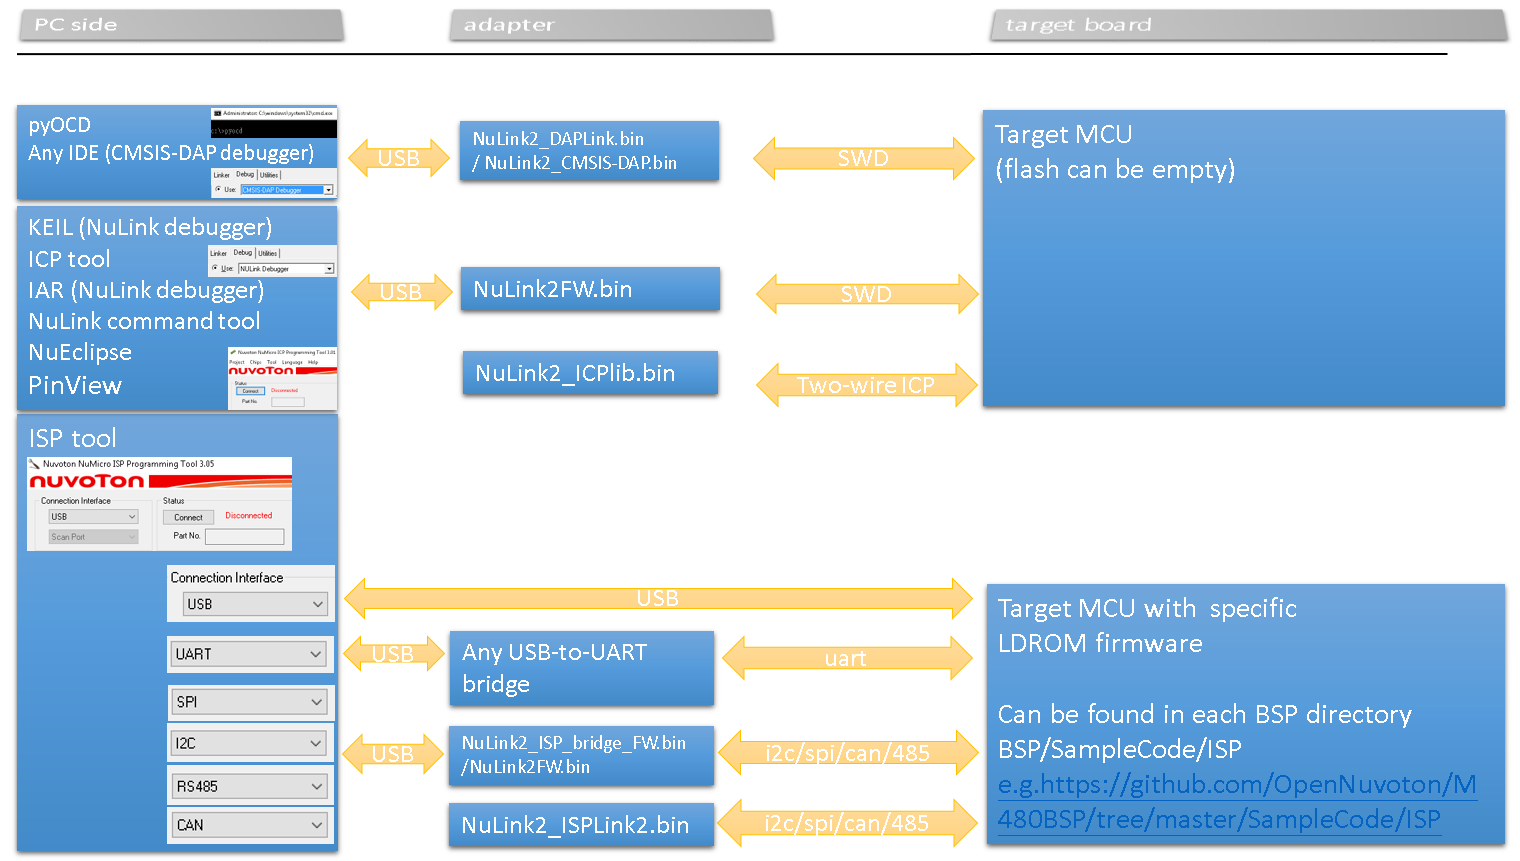 PC side
adapter
target board
pyOCD
Any IDE (CMSIS-DAP debugger)
Administrator: C:\windows\system32\cmd.exe
c:\>pyocd
Linker Debug Utilities
Use: CMSIS-DAP Debugger
USB
NuLink2_DAPLink.bin
/ NuLink2_CMSIS-DAP.bin
SWD
Target MCU
(flash can be empty)
KEIL (NuLink debugger)
ICP tool
IAR (NuLink debugger)
NuLink command tool
NuEclipse
PinView
Linker Debug Utilities
Use: NULink Debugger
Nuvoton NuMicro ICP Programming Tool 3.01
Project Chips Tool Language Help
nuvoTon
Status
Connect Disconnected
Part No.
USB
NuLink2FW.bin
SWD
NuLink2_ICPlib.bin
Two-wire ICP
ISP tool
Nuvoton NuMicro ISP Programming Tool 3.05
nuvoTon
Connection Interface
USB
Scan Port
Status
Connect Disconnected
Part No.
Connection Interface
USB
UART
SPI
I2C
RS485
CAN
USB
USB
Any USB-to-UART
bridge
uart
USB
NuLink2_ISP_bridge_FW.bin
/NuLink2FW.bin
i2c/spi/can/485
NuLink2_ISPLink2.bin
i2c/spi/can/485
Target MCU with specific
LDROM firmware
Can be found in each BSP directory
BSP/SampleCode/ISP
e.g.https://github.com/OpenNuvoton/M
480BSP/tree/master/SampleCode/ISP